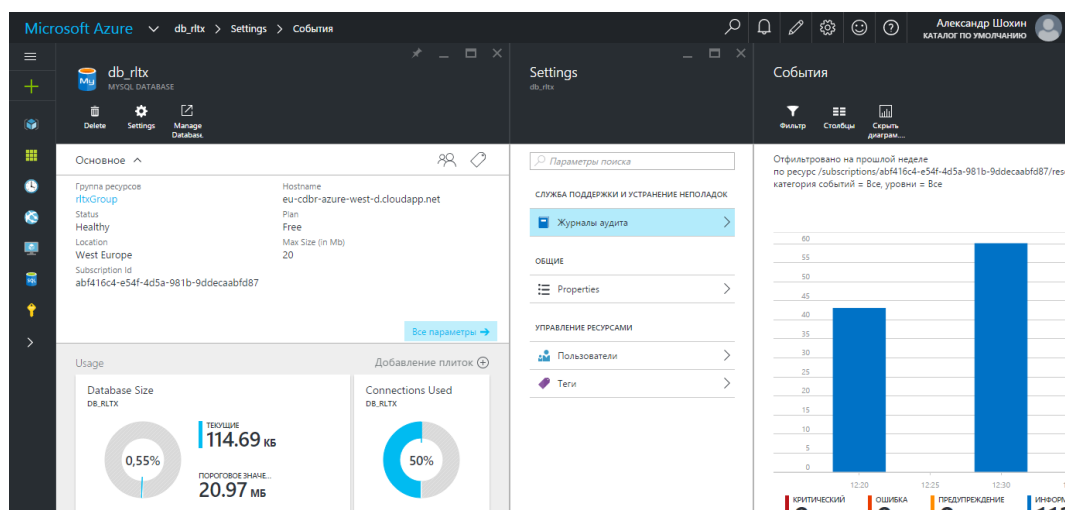 Microsoft Azure db_rltx > Settings > События
Александр Шохин
КАТАЛОГ ПО УМОЛЧАНИЮ
db_rltx
MYSQL DATABASE
Delete Settings Manage Databas...
Основное
Группа ресурсов
rltxGroup
Status
Healthy
Location
West Europe
Subscription Id
abf416c4-e54f-4d5a-981b-9ddecaabfd87
Hostname
eu-cdbr-azure-west-d.cloudapp.net
Plan
Free
Max Size (in Mb)
20
Все параметры
Usage
Добавление плиток
Database Size
DB_RLTX
0,55%
ТЕКУЩИЕ
114.69 КБ
ПОРОГОВОЕ ЗНАЧЕ...
20.97 МБ
Connections Used
DB_RLTX
50%
Settings
db_rltx
Параметры поиска
СЛУЖБА ПОДДЕРЖКИ И УСТРАНЕНИЕ НЕПОЛАДОК
Журналы аудита
ОБЩИЕ
Properties
УПРАВЛЕНИЕ РЕСУРСАМИ
Пользователи
Теги
События
Фильтр Столбцы Скрыть диаграм...
Отфильтровано на прошлой неделе
по ресурс /subscriptions/abf416c4-e54f-4d5a-981b-9ddecaabfd87/res
категория событий = Все, уровни = Все
60
55
50
45
40
35
30
25
20
15
10
5
0
12:20 12:25 12:30
КРИТИЧЕСКИЙ ОШИБКА ПРЕДУПРЕЖДЕНИЕ ИНФОРМ